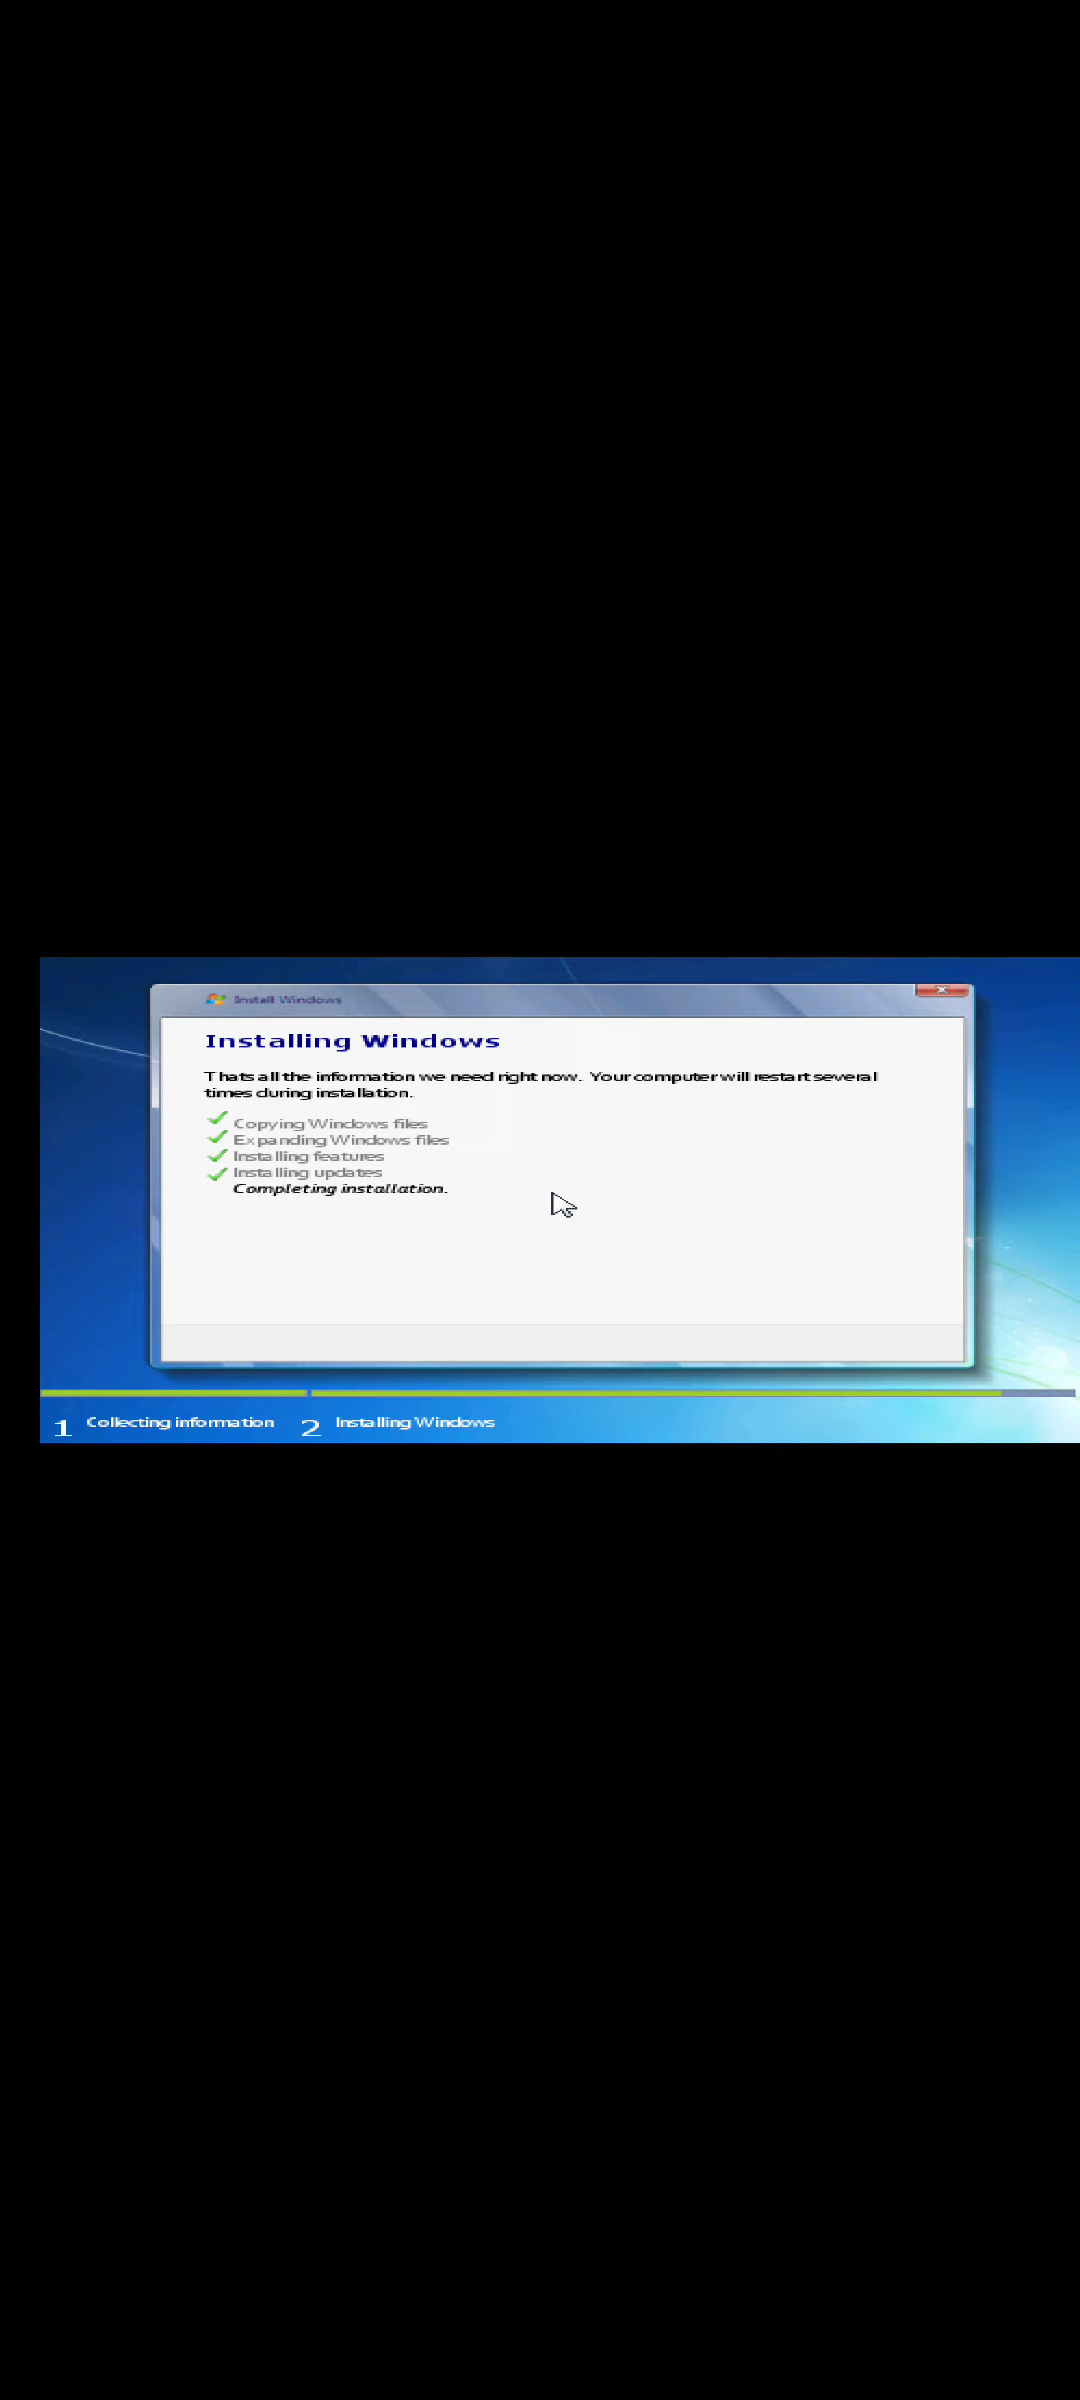 Install Windows
Installing Windows
Thats all the information we need right now. Your computer will restart several
times during installation.
Copying Windows files
Expanding Windows files
Installing features
Installing updates
Completing installation.
1 Collecting information 2 Installing Windows